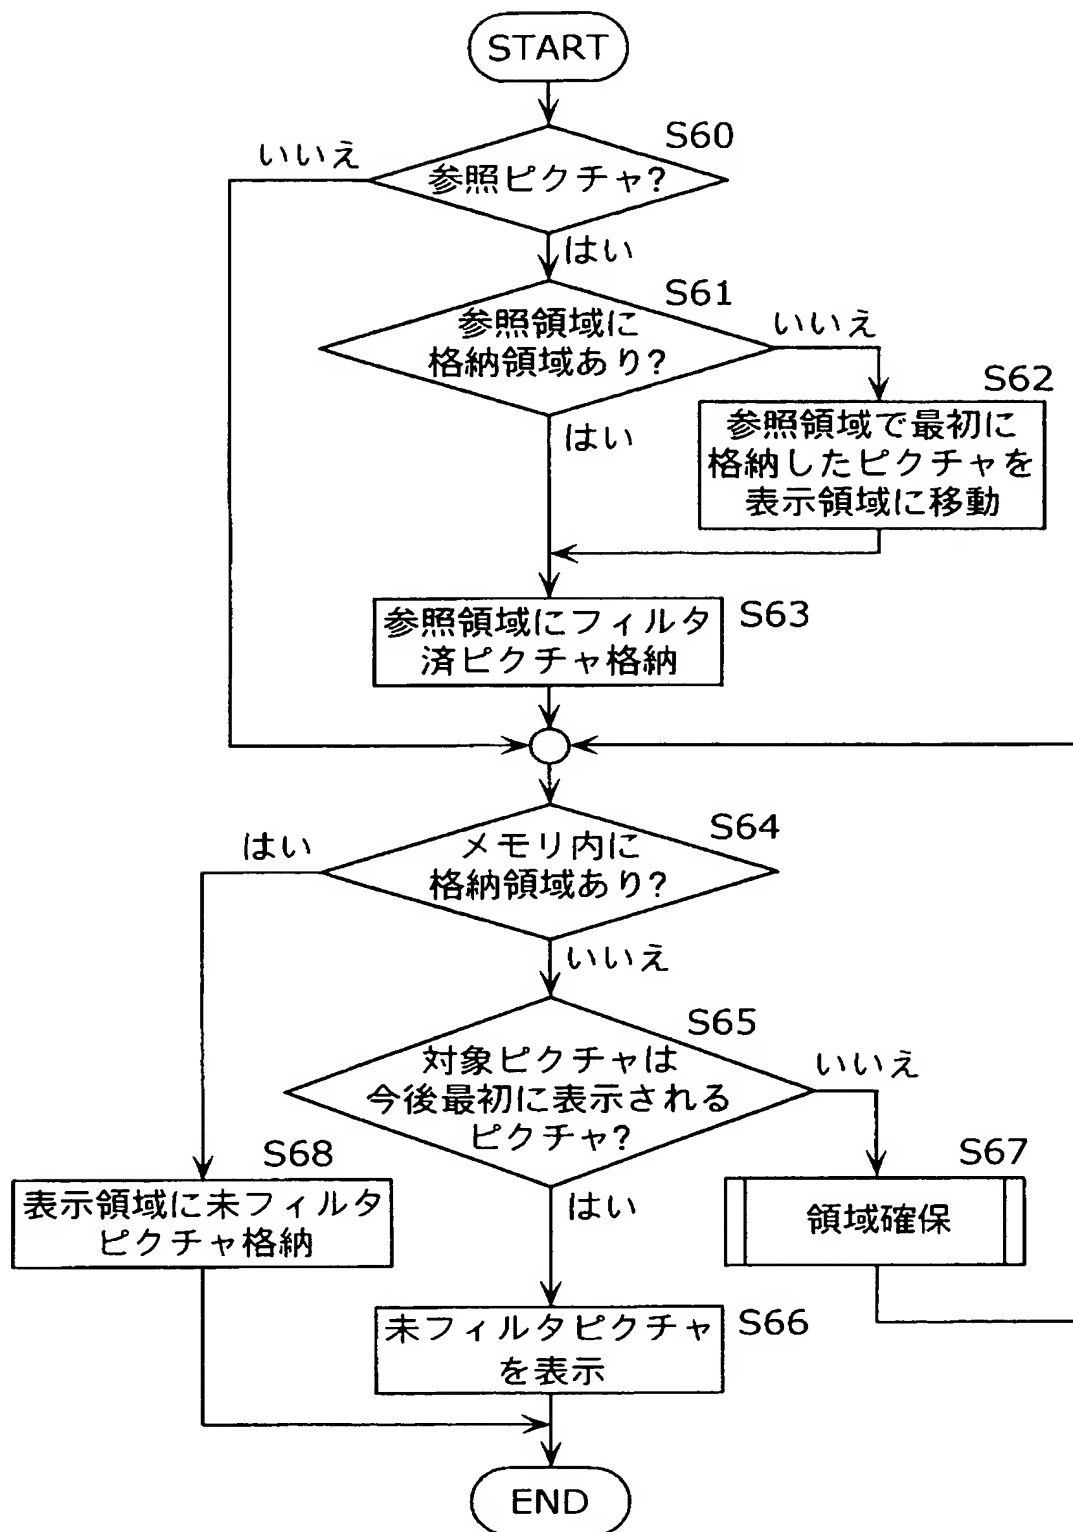 START
S60
いいえ
参照ピクチャ?
はい
S61
参照領域に
格納領域あり?
いいえ
はい
S62
参照領域で最初に
格納したピクチャを
表示領域に移動
S63
参照領域にフィルタ
済ピクチャ格納
S64
はい
メモリ内に
格納領域あり?
いいえ
S65
対象ピクチャは
今後最初に表示される
ピクチャ?
いいえ
はい
S68
表示領域に未フィルタ
ピクチャ格納
S67
領域確保
S66
未フィルタピクチャ
を表示
END